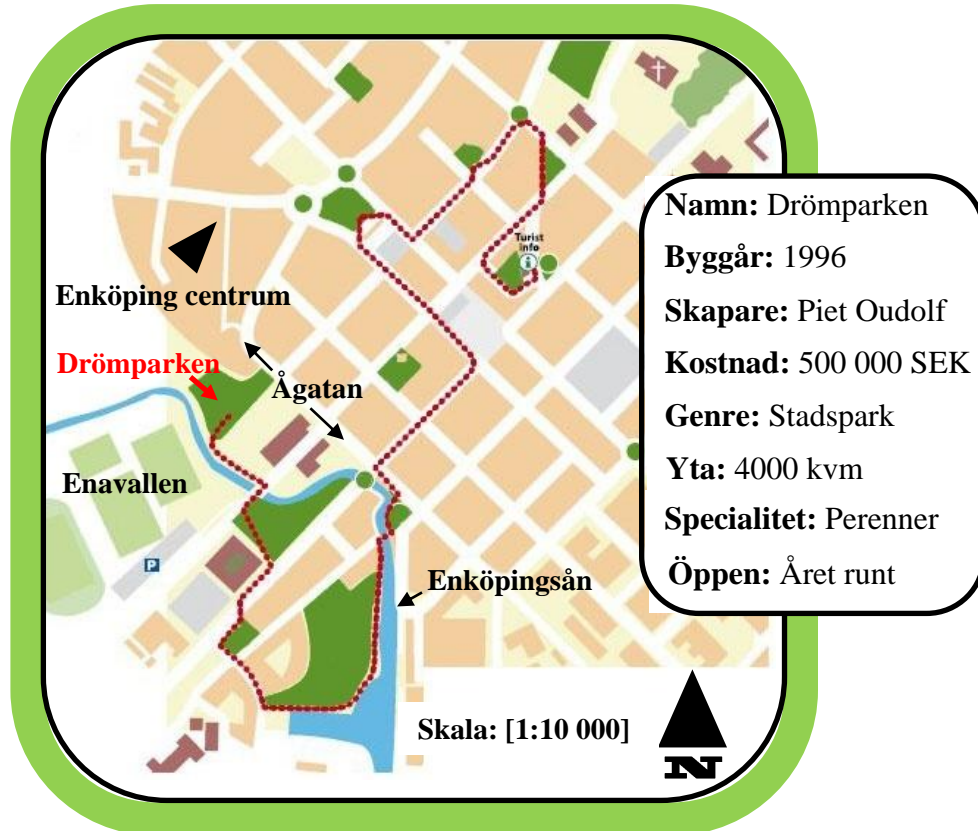 Turist
info
i
Enköping centrum
Drömparken
Ågatan
Enavallen
P
Enköpingsån
Skala: [1:10 000]
N
Namn: Drömparken
Byggår: 1996
Skapare: Piet Oudolf
Kostnad: 500 000 SEK
Genre: Stadspark
Yta: 4000 kvm
Specialitet: Perenner
Öppen: Året runt